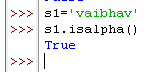 >>> s1='vaibhav'
>>> s1.isalpha()
True
>>>